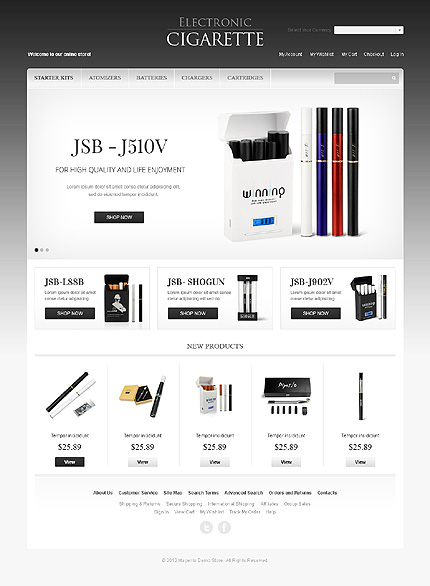 ELECTRONIC
CIGARETTE
Select Your Currency
Welcome to our online store!
My Account My Wishlist My Cart Checkout Log In
STARTER KITS ATOMIZERS BATTERIES CHARGERS CARTRIDGES
JSB - J510V
FOR HIGH QUALITY AND LIFE ENJOYMENT
Lorem ipsum dolor sit amet conse ctetur adipisicing elit,
sed do eiusmod tempor incididunt.
SHOP NOW
winning
JSB-L88B
Lorem ipsum dolor sit amet
conse ctetur adipisicing
SHOP NOW
JSB- SHOGUN
Lorem ipsum dolor sit amet
conse ctetur adipisicing elit sed do.
SHOP NOW
JSB-J902V
Lorem ipsum dolor sit amet
conse ctetur adipisicing.
SHOP NOW
NEW PRODUCTS
Tempor incididunt Tempor incididunt Tempor incididunt Tempor incididunt Tempor incididunt
$25.89 $25.89 $25.89 $25.89 $25.89
View View View View View
About Us Customer Service Site Map Search Terms Advanced Search Orders and Returns Contacts
Shipping & Returns Secure Shopping International Shipping Affiliates Group Sales
Sign In View Cart My Wishlist Track My Order Help
© 2013 Magento Demo Store. All Rights Reserved.